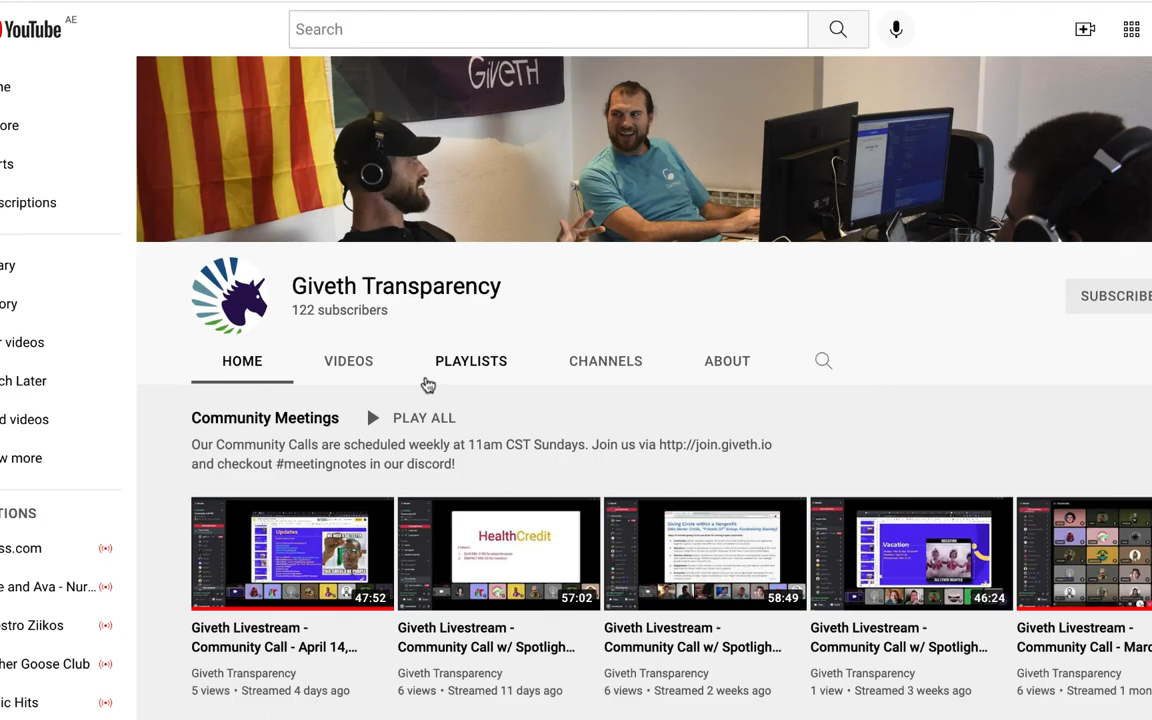 YouTube AE
Search
GIVETH
ne
ore
rts
scriptions
ary
ory
r videos
ch Later
d videos
w more
TIONS
ss.com
e and Ava - Nur...
stro Ziikos
her Goose Club
ic Hits
Giveth Transparency
122 subscribers
SUBSCRIBE
HOME VIDEOS PLAYLISTS CHANNELS ABOUT
Community Meetings PLAY ALL
Our Community Calls are scheduled weekly at 11am CST Sundays. Join us via http://join.giveth.io
and checkout #meetingnotes in our discord!
Updates
47:52
HealthCredit
57:02
58:49
Vacation
46:24
Giveth Livestream -
Community Call - April 14,...
Giveth Transparency
5 views • Streamed 4 days ago
Giveth Livestream -
Community Call w/ Spotligh...
Giveth Transparency
6 views • Streamed 11 days ago
Giveth Livestream -
Community Call w/ Spotligh...
Giveth Transparency
6 views • Streamed 2 weeks ago
Giveth Livestream -
Community Call w/ Spotligh...
Giveth Transparency
1 view • Streamed 3 weeks ago
Giveth Livestream -
Community Call - Marc
Giveth Transparency
6 views • Streamed 1 mon